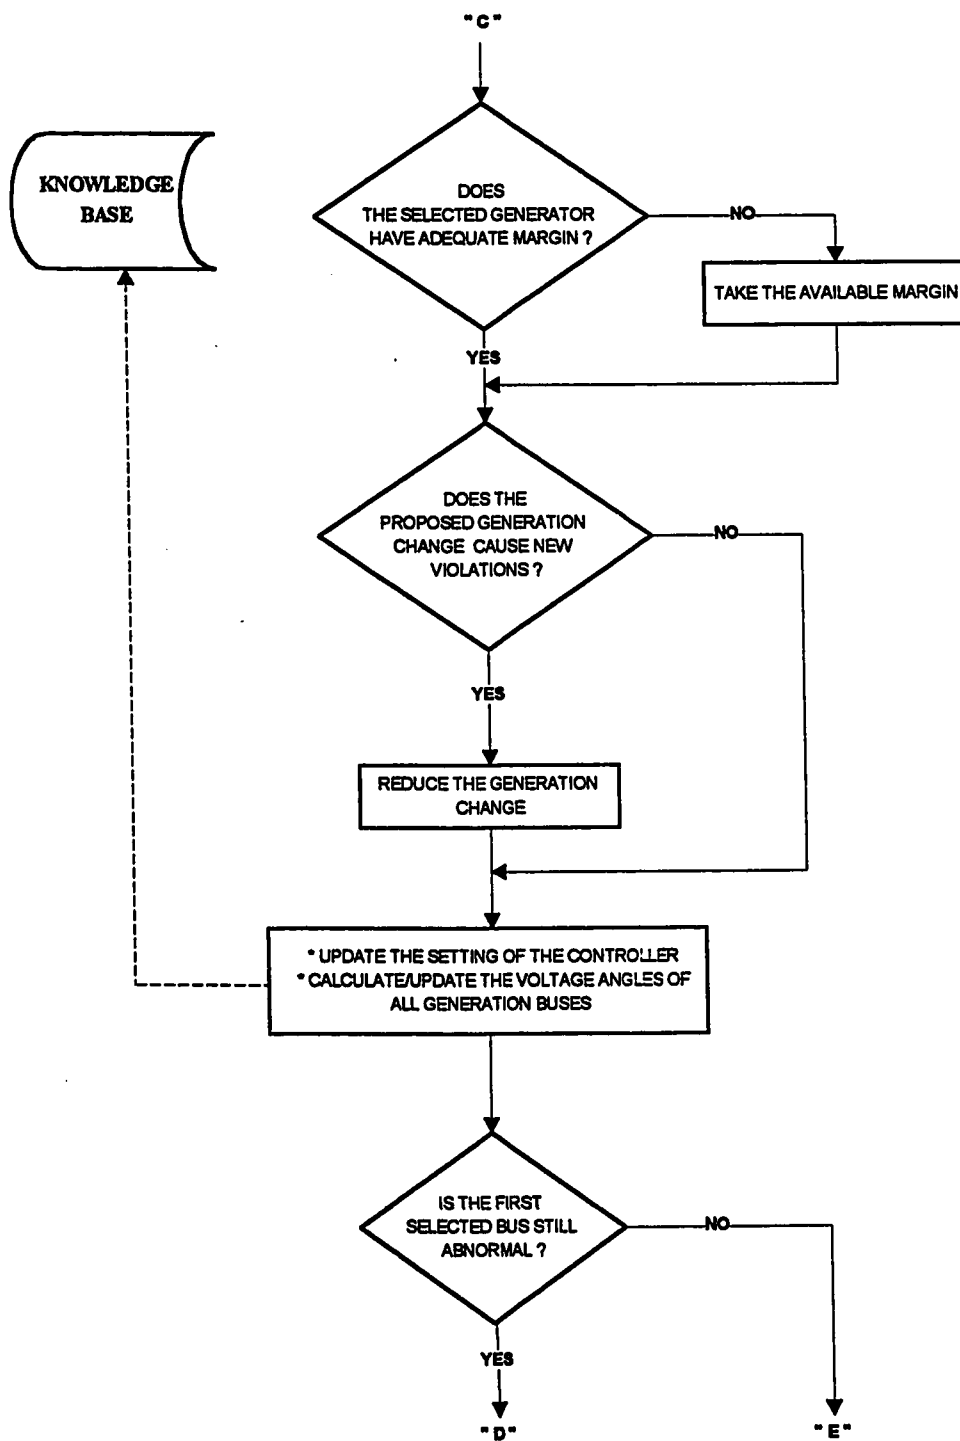 "C"
KNOWLEDGE
BASE
DOES
THE SELECTED GENERATOR
HAVE ADEQUATE MARGIN ?
NO
TAKE THE AVAILABLE MARGIN
YES
DOES THE
PROPOSED GENERATION
CHANGE CAUSE NEW
VIOLATIONS ?
NO
YES
REDUCE THE GENERATION
CHANGE
* UPDATE THE SETTING OF THE CONTROLLER
* CALCULATE/UPDATE THE VOLTAGE ANGLES OF
ALL GENERATION BUSES
IS THE FIRST
SELECTED BUS STILL
ABNORMAL ?
NO
YES
"D"
"E"